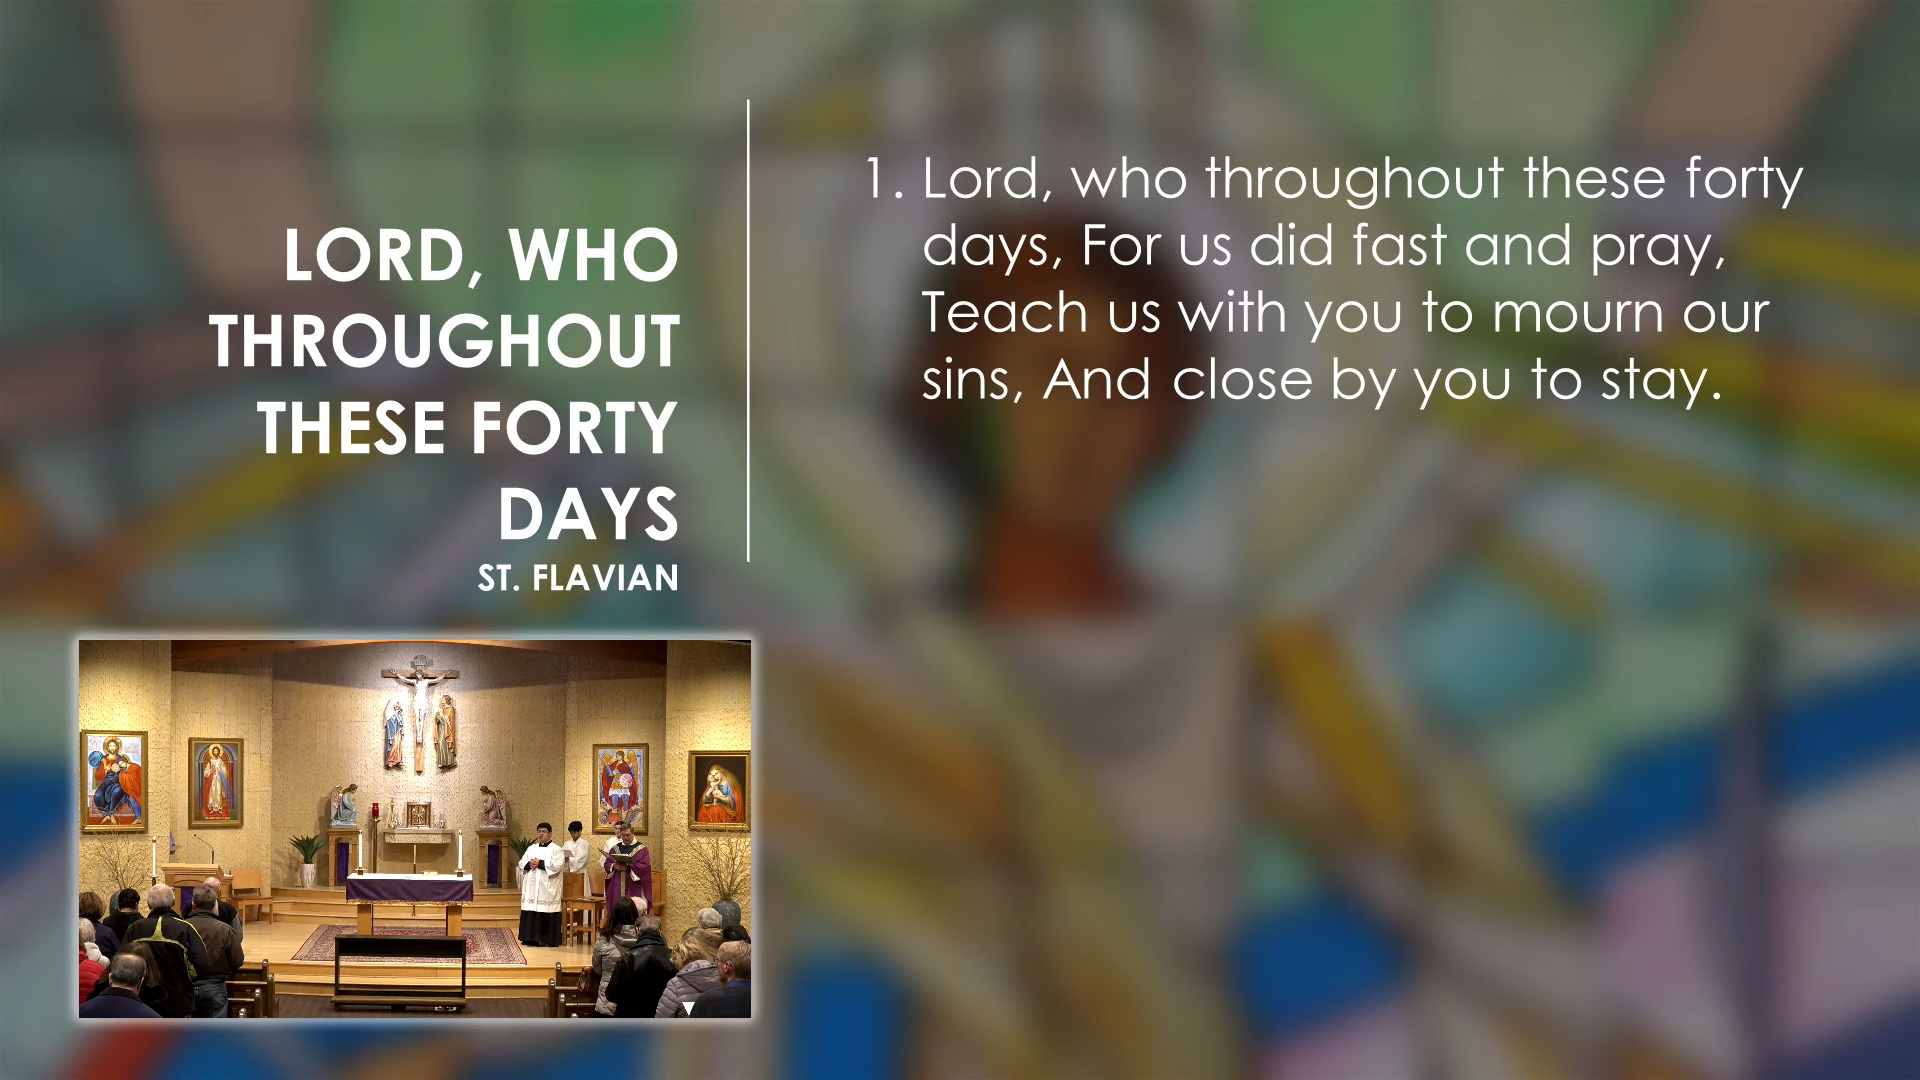 LORD, WHO
THROUGHOUT
THESE FORTY
DAYS
ST. FLAVIAN
1. Lord, who throughout these forty
days, For us did fast and pray,
Teach us with you to mourn our
sins, And close by you to stay.